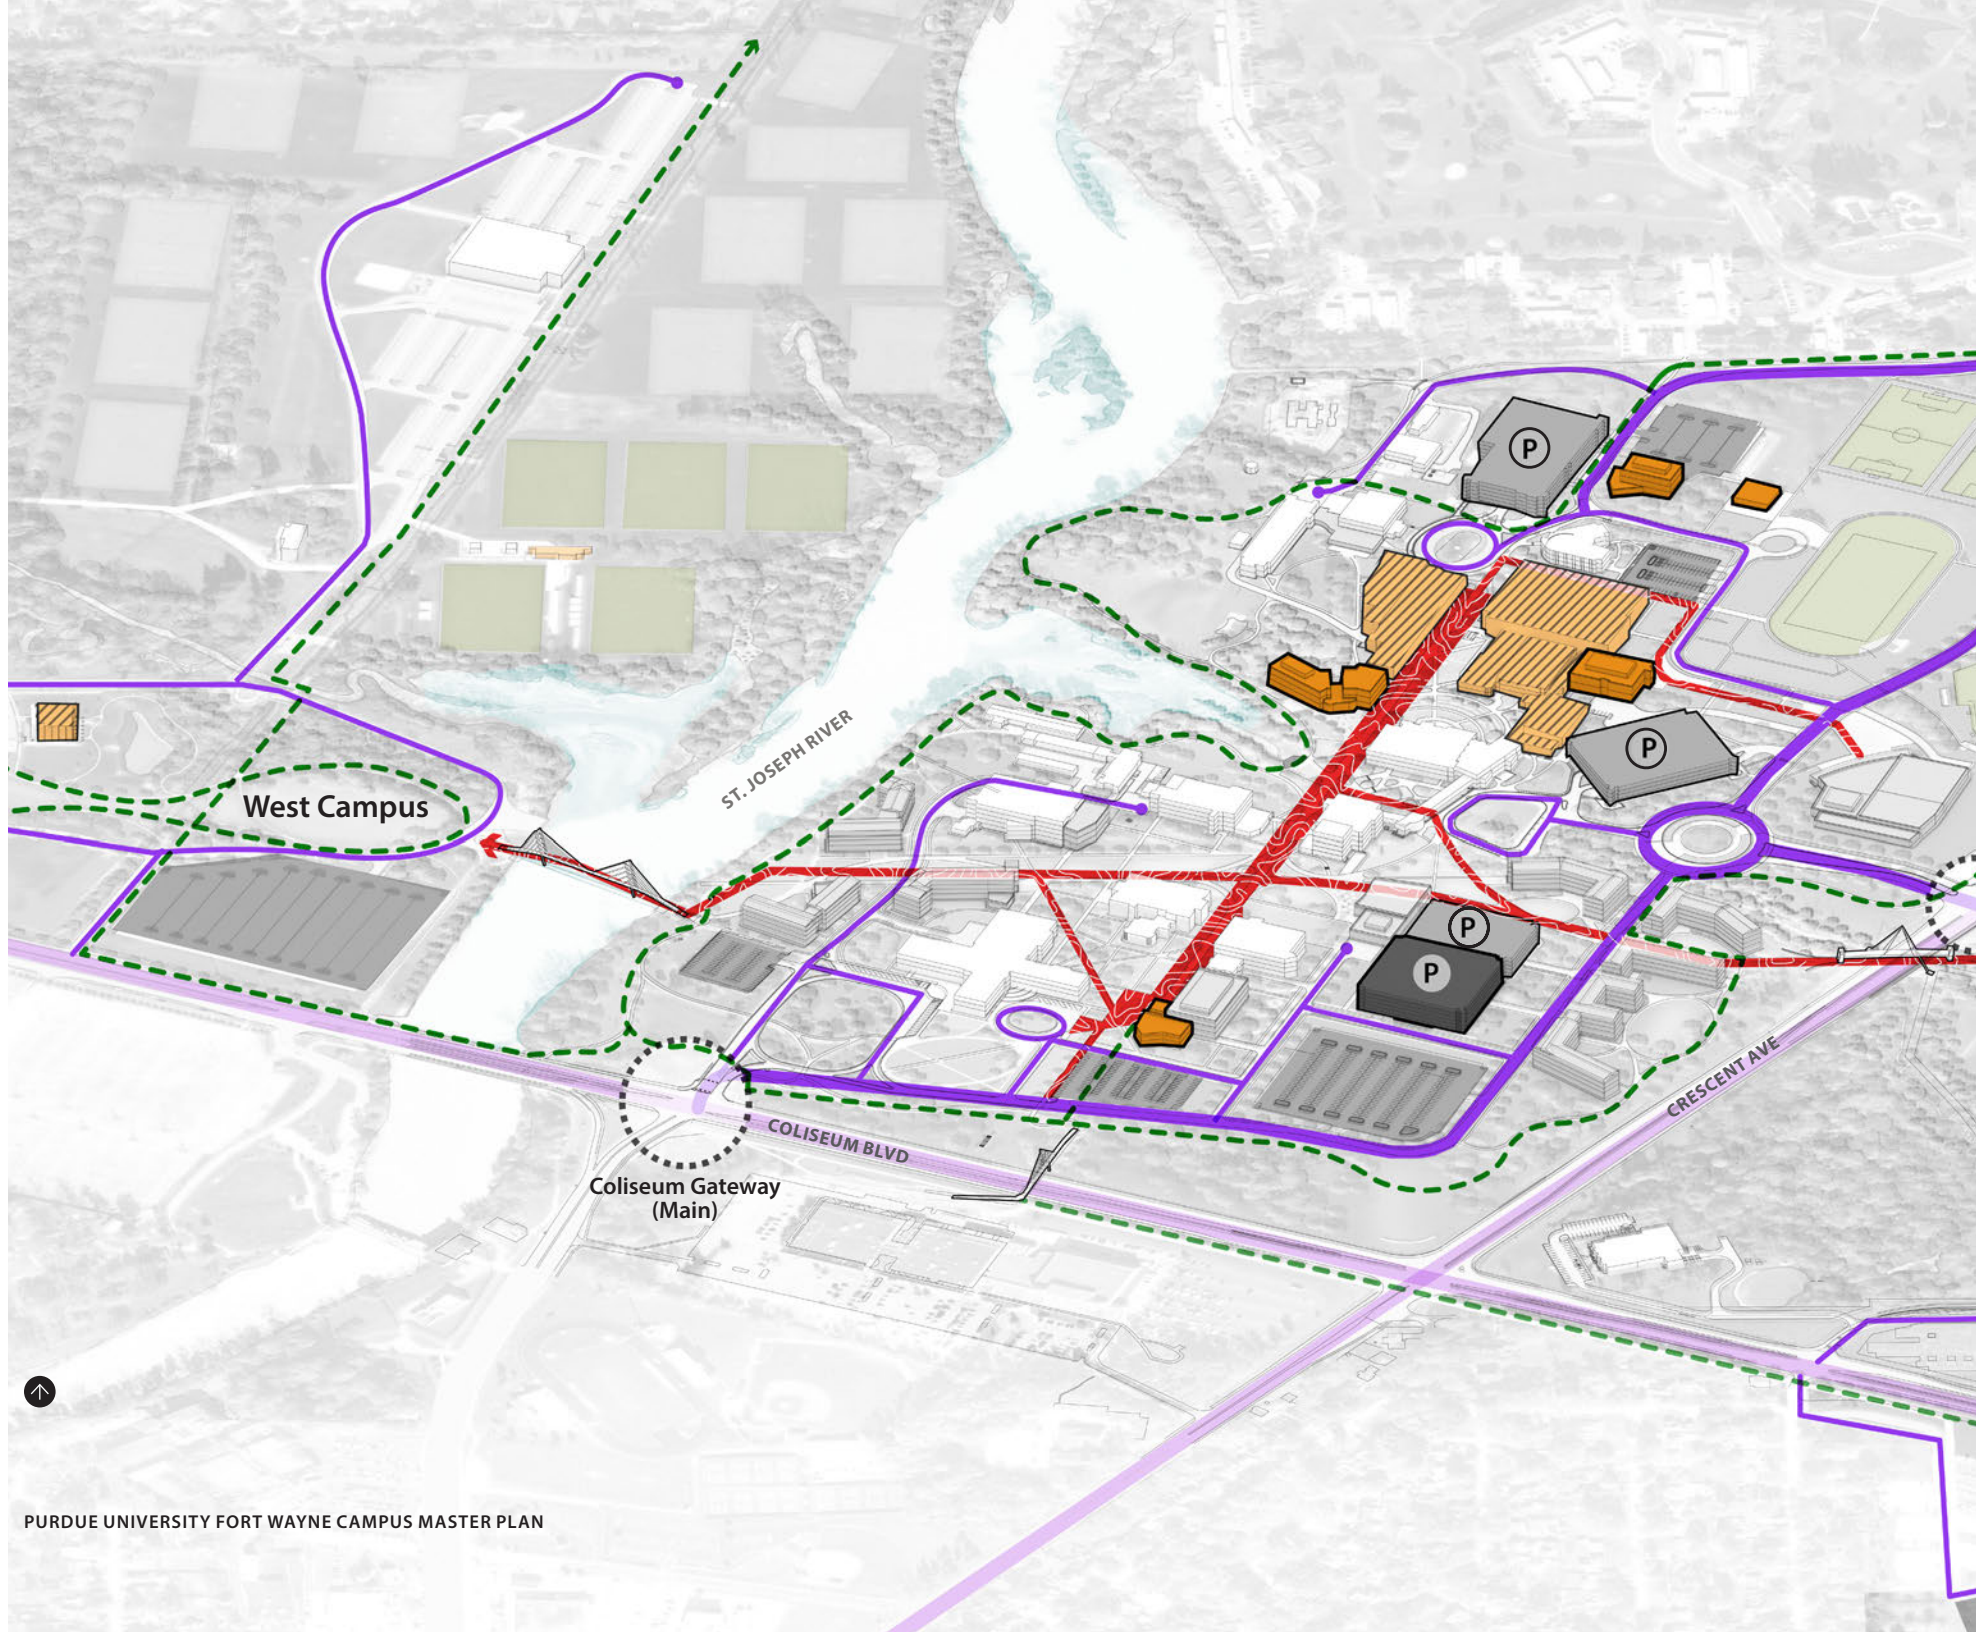 P
P
West Campus
ST. JOSEPH RIVER
P
P
CRESCENT AVE
COLISEUM BLVD
Coliseum Gateway
(Main)
PURDUE UNIVERSITY FORT WAYNE CAMPUS MASTER PLAN